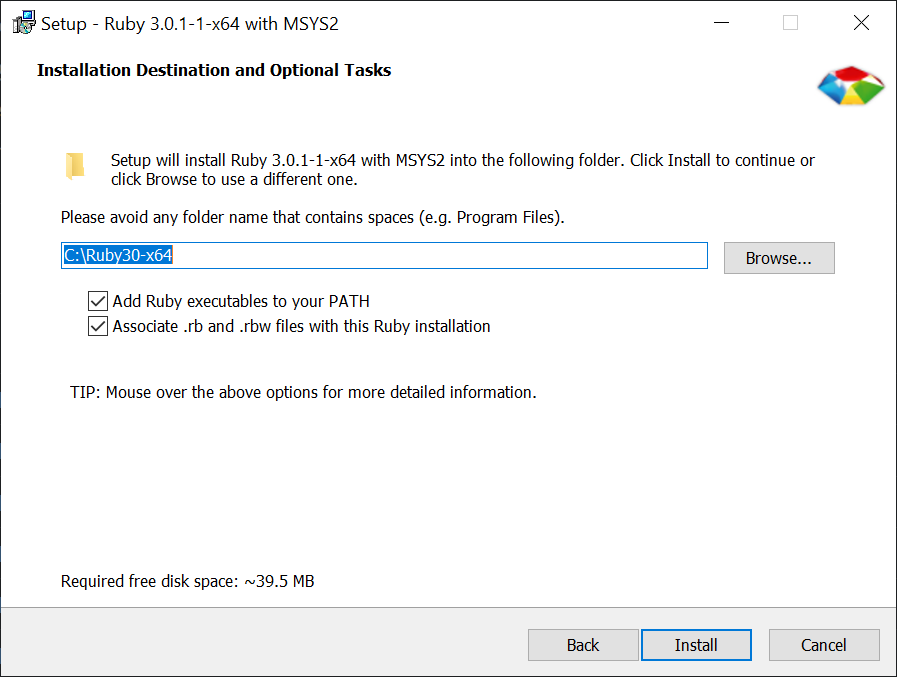 Setup - Ruby 3.0.1-1-x64 with MSYS2
Installation Destination and Optional Tasks
Setup will install Ruby 3.0.1-1-x64 with MSYS2 into the following folder. Click Install to continue or
click Browse to use a different one.
Please avoid any folder name that contains spaces (e.g. Program Files).
C:\Ruby30-x64
Browse...
Add Ruby executables to your PATH
Associate .rb and .rbw files with this Ruby installation
TIP: Mouse over the above options for more detailed information.
Required free disk space: ~39.5 MB
Back
Install
Cancel